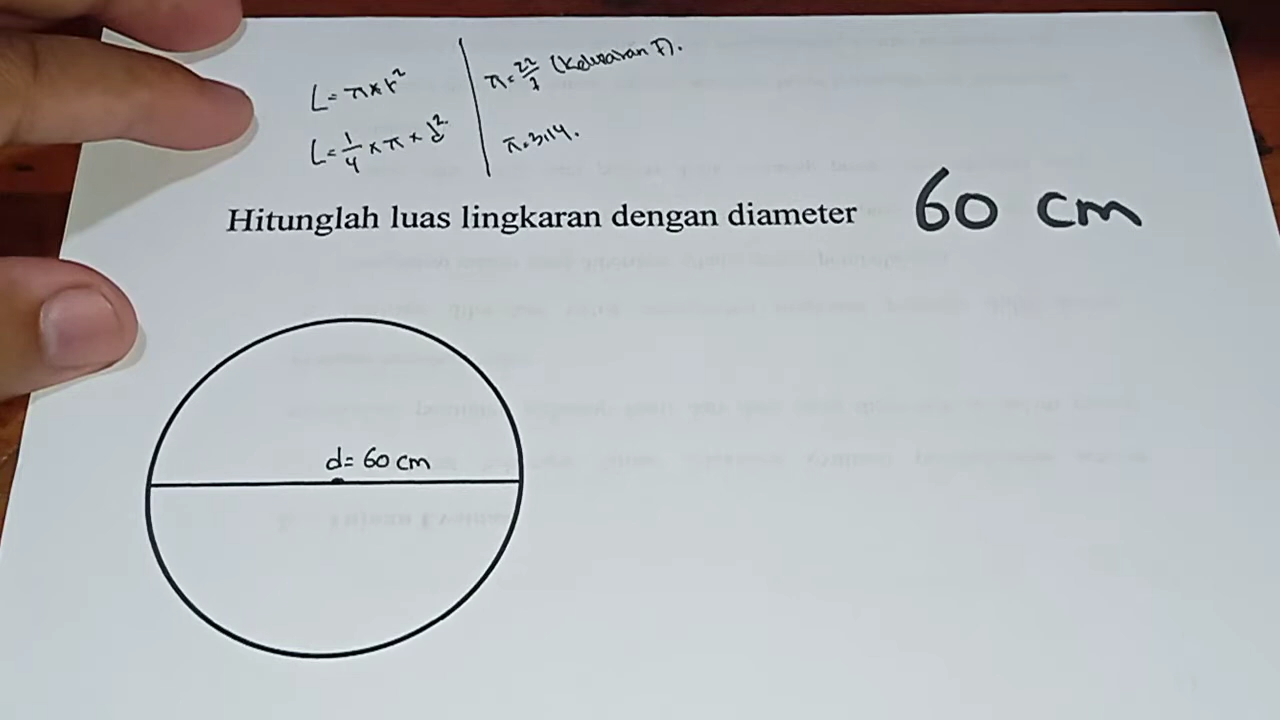 L = π x r²
L = 1/4 x π x d²
π = 22/7 (Kelipatan 7).
π = 3,14.
Hitunglah luas lingkaran dengan diameter 60 cm
d = 60 cm